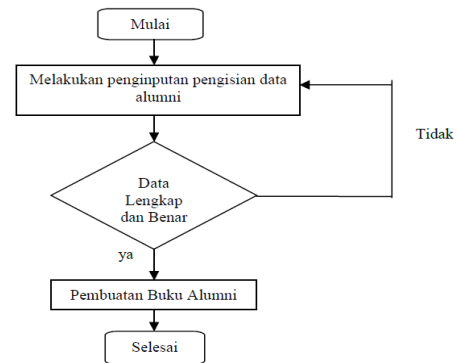 Mulai
Melakukan penginputan pengisian data
alumni
Tidak
Data
Lengkap
dan Benar
ya
Pembuatan Buku Alumni
Selesai